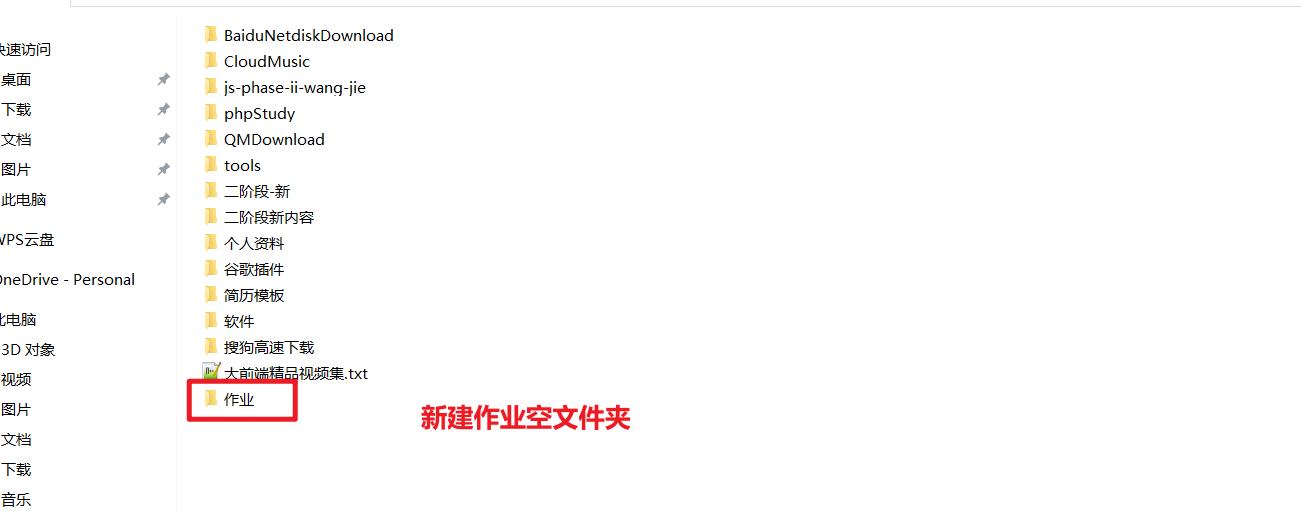 快速访问
桌面
下载
文档
图片
此电脑
WPS云盘
OneDrive - Personal
此电脑
3D 对象
视频
图片
文档
下载
音乐
BaiduNetdiskDownload
CloudMusic
js-phase-ii-wang-jie
phpStudy
QMDownload
tools
二阶段-新
二阶段新内容
个人资料
谷歌插件
简历模板
软件
搜狗高速下载
大前端精品视频集.txt
作业
新建作业空文件夹